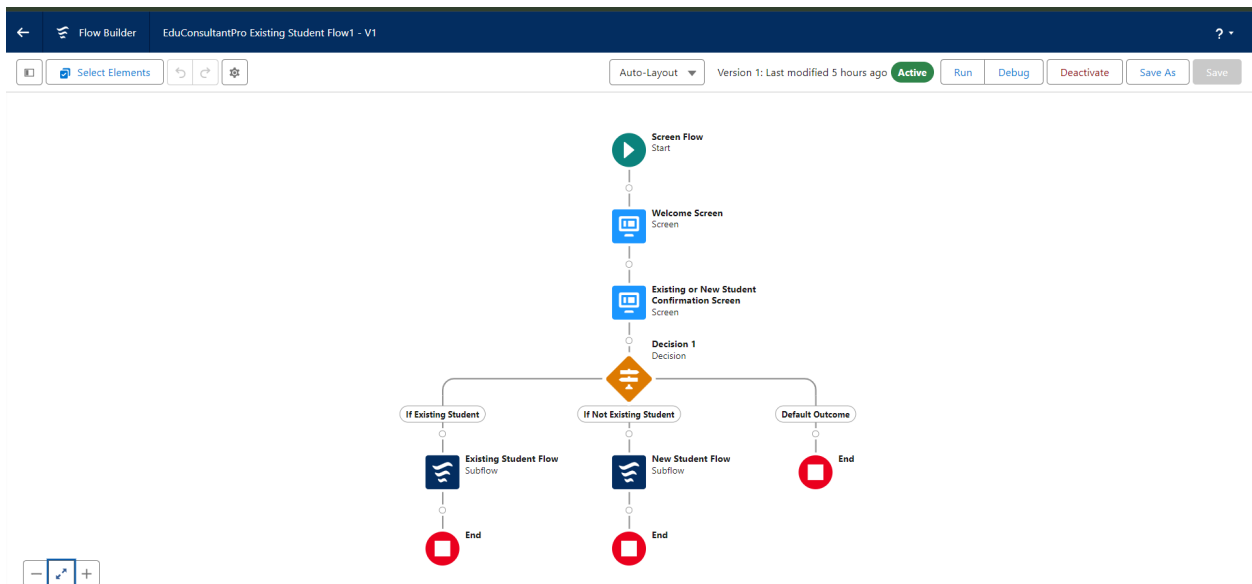 Flow Builder
EduConsultantPro Existing Student Flow1 - V1
?
Select Elements
Auto-Layout
Version 1: Last modified 5 hours ago
Active
Run
Debug
Deactivate
Save As
Save
Screen Flow
Start
Welcome Screen
Screen
Existing or New Student
Confirmation Screen
Screen
Decision 1
Decision
If Existing Student
If Not Existing Student
Default Outcome
Existing Student Flow
Subflow
New Student Flow
Subflow
End
End
End